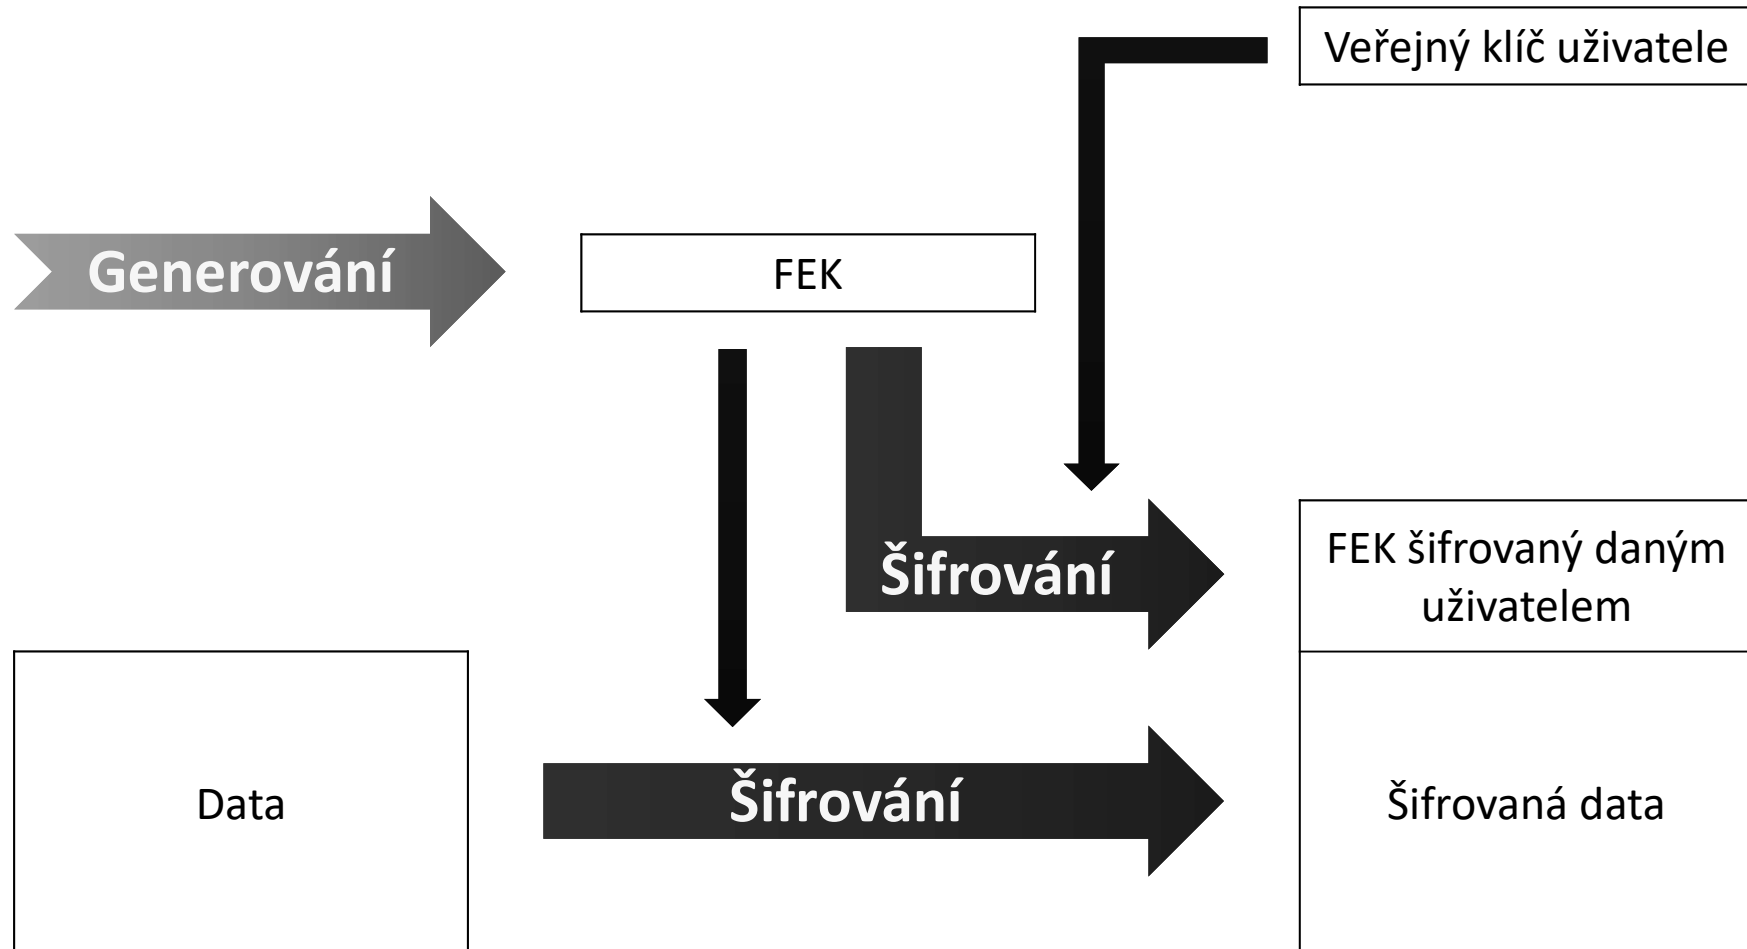 Veřejný klíč uživatele
Generování
FEK
Šifrování
FEK šifrovaný daným
uživatelem
Data
Šifrování
Šifrovaná data